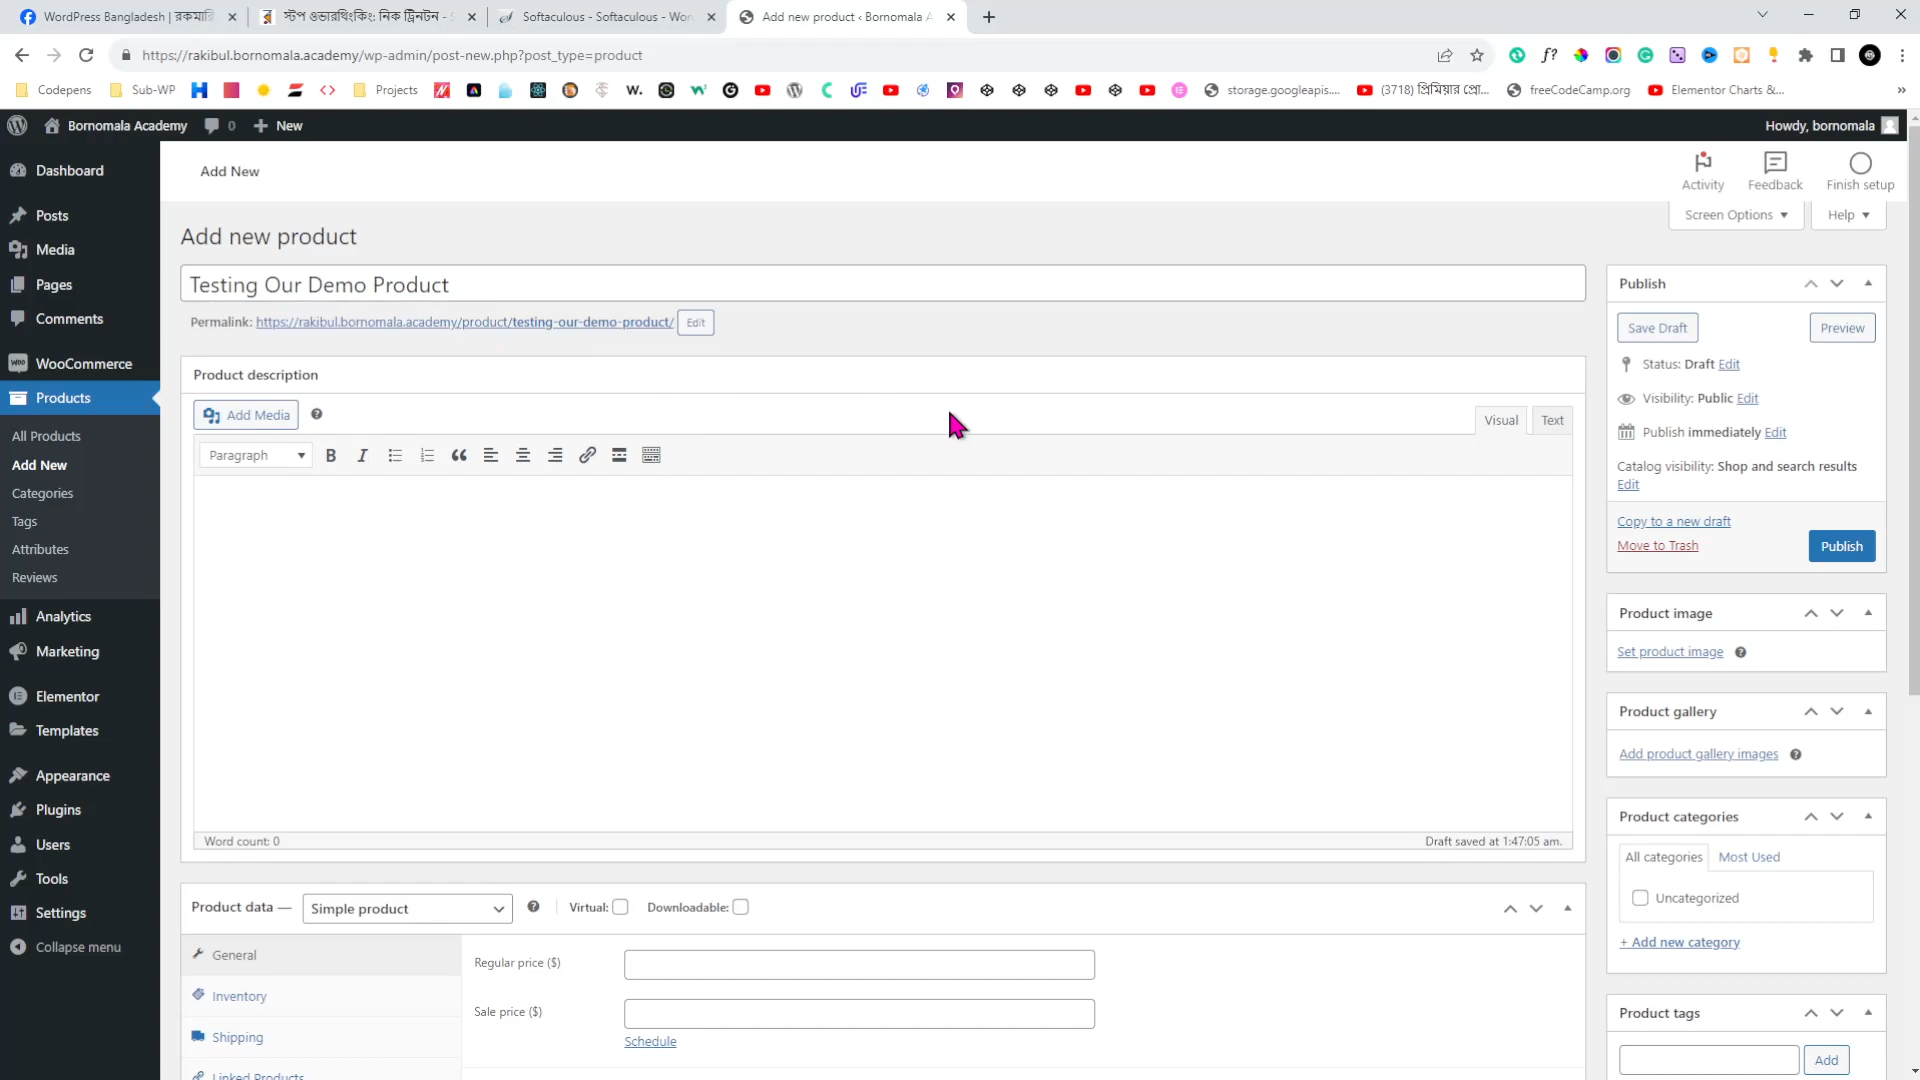 WordPress Bangladesh | রকমারি
স্টপ ওভারথিংকিং: নিক ট্রিনটন - S
Softaculous - Softaculous - Wor
Add new product ‹ Bornomala A
https://rakibul.bornomala.academy/wp-admin/post-new.php?post_type=product
Codepens
Sub-WP
Projects
storage.googleapis....
(3718) প্রিমিয়ার প্রো...
freeCodeCamp.org
Elementor Charts &...
Bornomala Academy
0
New
Howdy, bornomala
Dashboard
Posts
Media
Pages
Comments
WooCommerce
Products
All Products
Add New
Categories
Tags
Attributes
Reviews
Analytics
Marketing
Elementor
Templates
Appearance
Plugins
Users
Tools
Settings
Collapse menu
Add New
Activity
Feedback
Finish setup
Screen Options
Help
Add new product
Testing Our Demo Product
Permalink: https://rakibul.bornomala.academy/product/testing-our-demo-product/ Edit
Product description
Add Media
Visual
Text
Paragraph
Word count: 0
Draft saved at 1:47:05 am.
Product data —
Simple product
Virtual:
Downloadable:
General
Inventory
Shipping
Linked Products
Regular price ($)
Sale price ($)
Schedule
Publish
Save Draft
Preview
Status: Draft Edit
Visibility: Public Edit
Publish immediately Edit
Catalog visibility: Shop and search results
Edit
Copy to a new draft
Move to Trash
Publish
Product image
Set product image
Product gallery
Add product gallery images
Product categories
All categories
Most Used
Uncategorized
+ Add new category
Product tags
Add